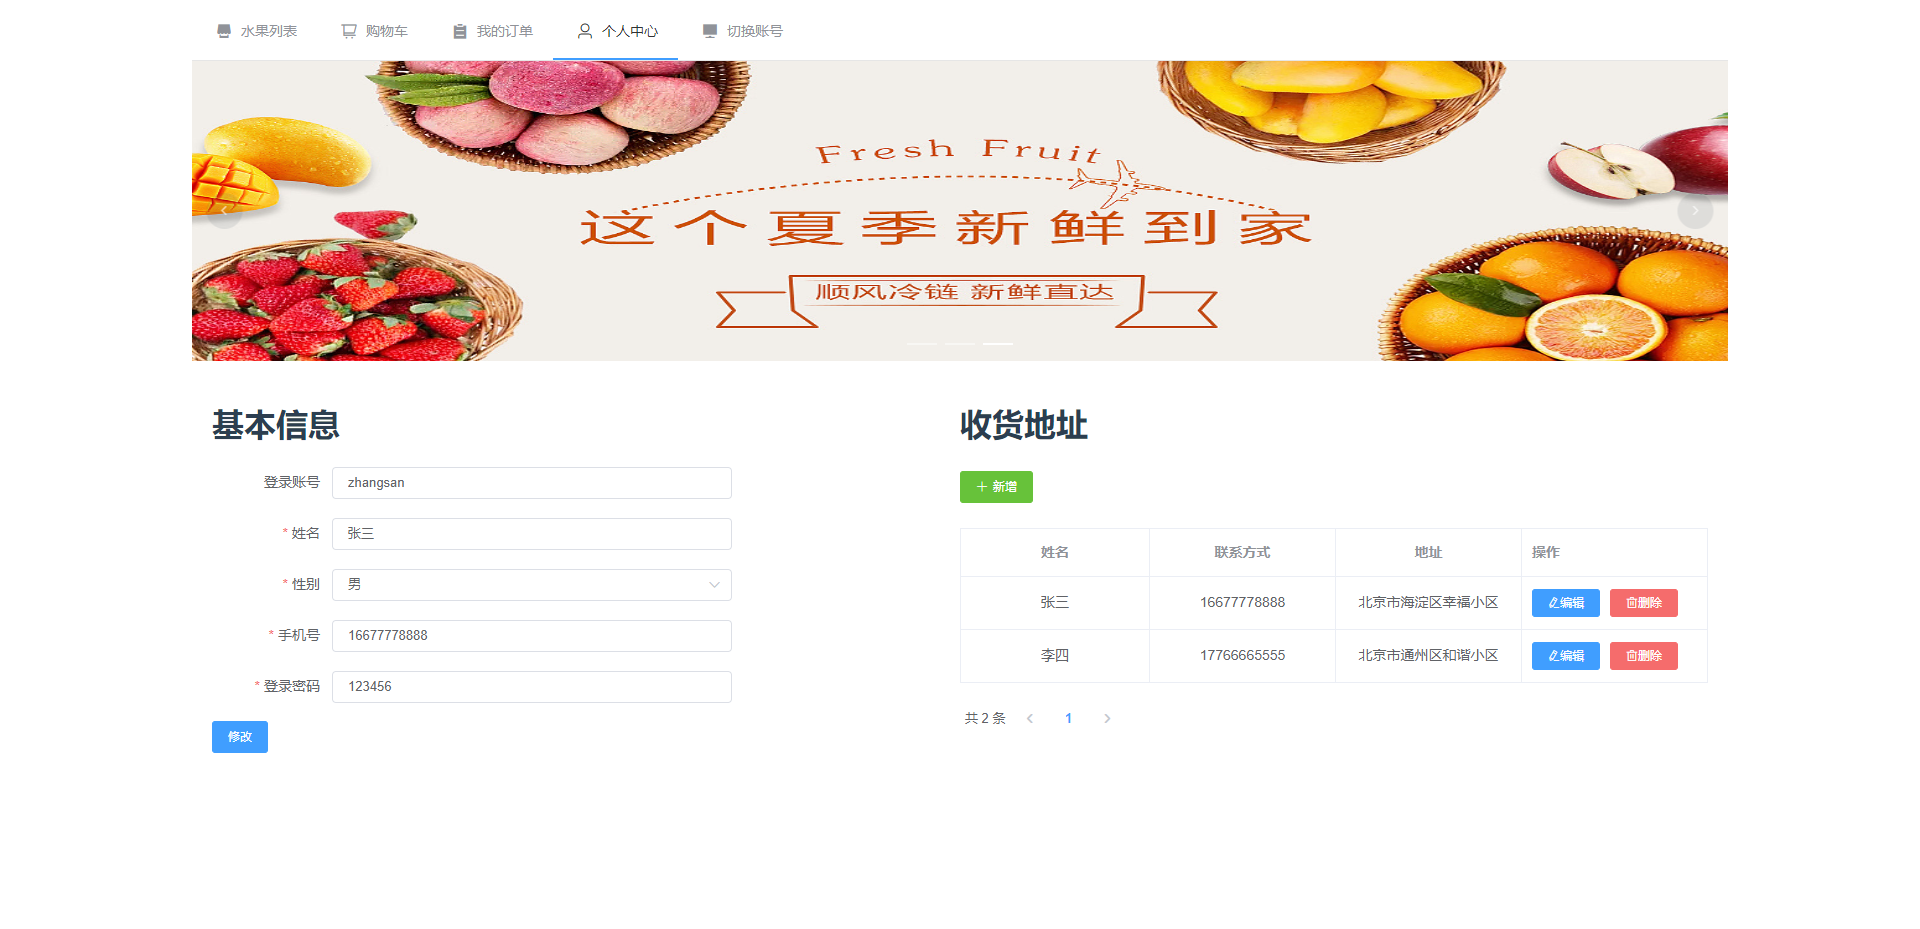 水果列表 购物车 我的订单 个人中心 切换账号
Fresh Fruit
这个夏季新鲜到家
顺风冷链 新鲜直达
基本信息
登录账号 zhangsan
* 姓名 张三
* 性别 男
* 手机号 16677778888
* 登录密码 123456
修改
收货地址
+ 新增
姓名 联系方式 地址 操作
张三 16677778888 北京市海淀区幸福小区 编辑 删除
李四 17766665555 北京市通州区和谐小区 编辑 删除
共 2 条 1